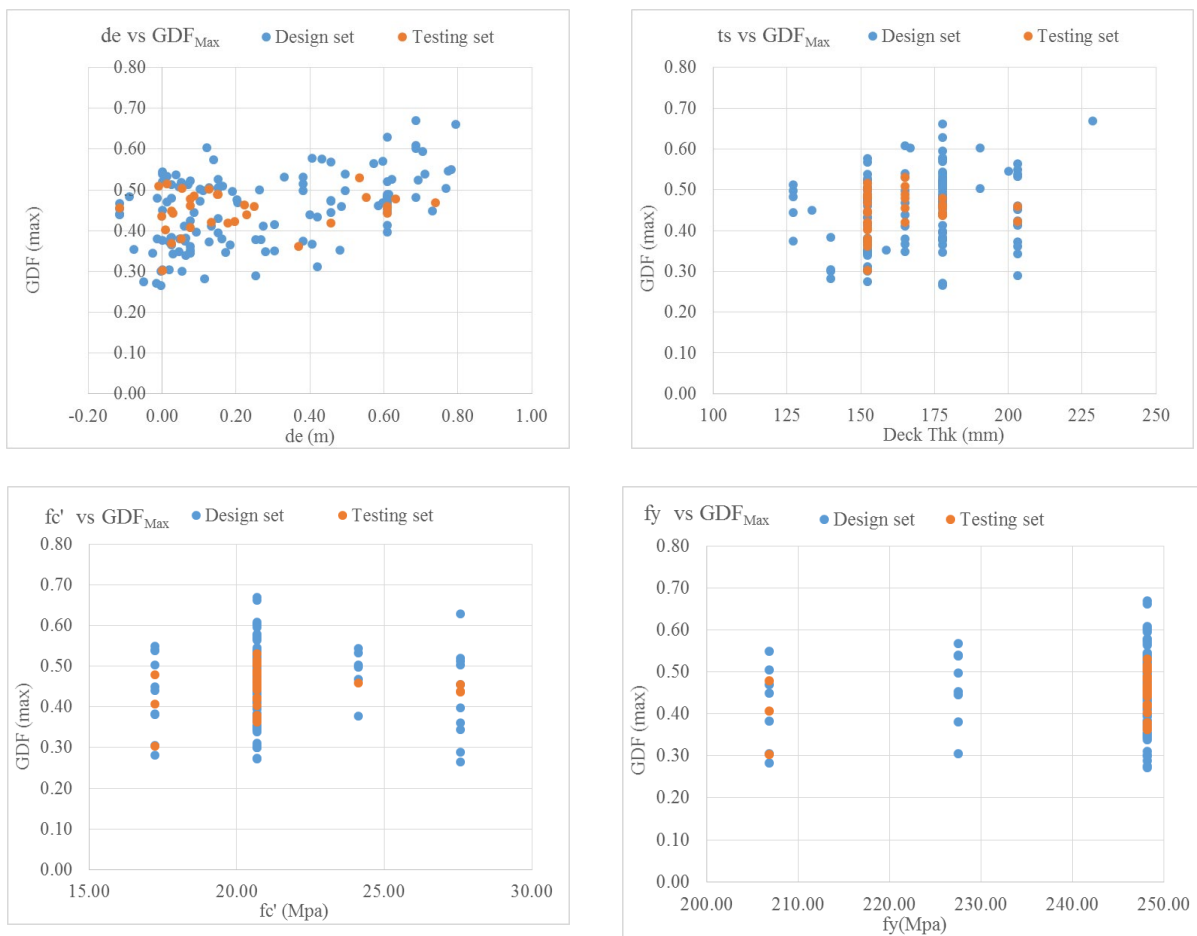 de vs GDFMax
Design set
Testing set
0.80
0.70
0.60
0.50
0.40
0.30
0.20
0.10
0.00
GDF (max)
-0.20 0.00 0.20 0.40 0.60 0.80 1.00
de (m)
ts vs GDFMax
Design set
Testing set
0.80
0.70
0.60
0.50
0.40
0.30
0.20
0.10
0.00
GDF (max)
100 125 150 175 200 225 250
Deck Thk (mm)
fc' vs GDFMax
Design set
Testing set
0.80
0.70
0.60
0.50
0.40
0.30
0.20
0.10
0.00
GDF (max)
15.00 20.00 25.00 30.00
fc' (Mpa)
fy vs GDFMax
Design set
Testing set
0.80
0.70
0.60
0.50
0.40
0.30
0.20
0.10
0.00
GDF (max)
200.00 210.00 220.00 230.00 240.00 250.00
fy(Mpa)